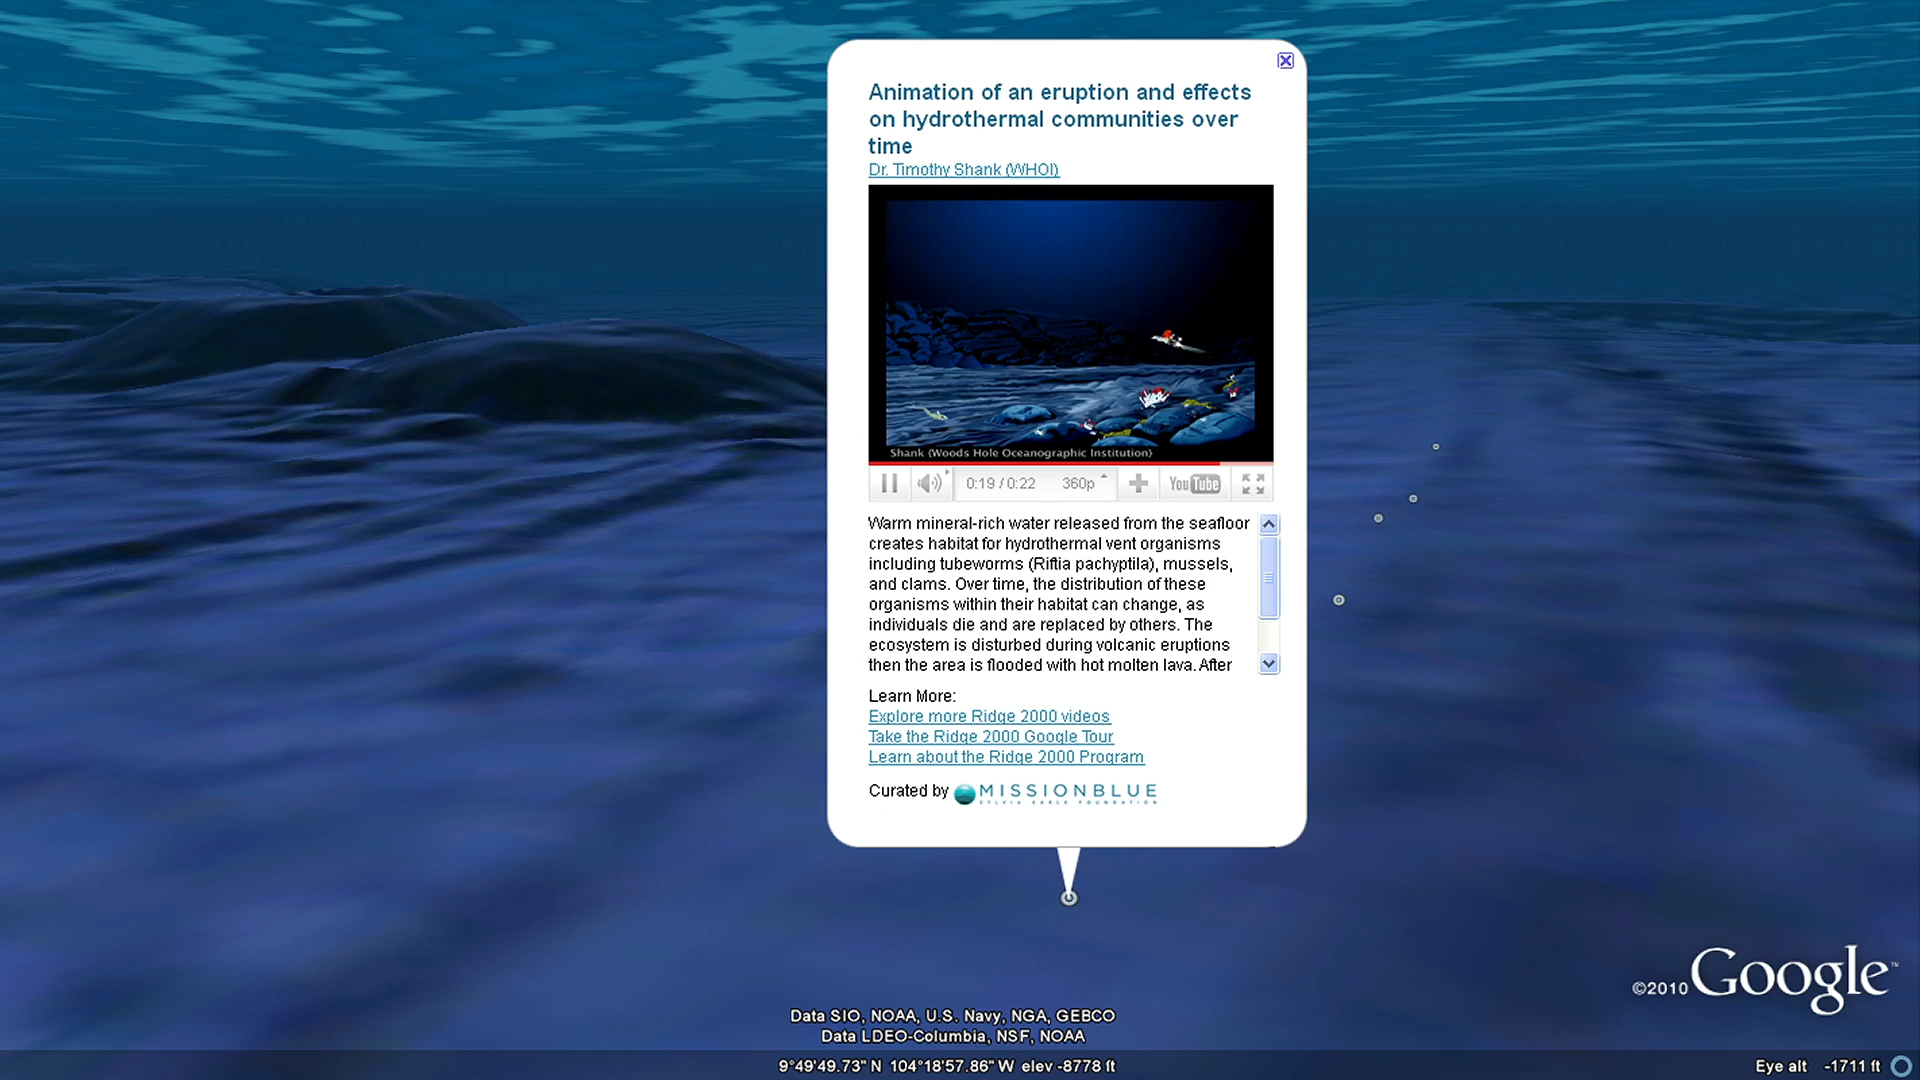 Animation of an eruption and effects
on hydrothermal communities over
time
Dr. Timothy Shank (WHOI)
Shank (Woods Hole Oceanographic Institution)
0:19 / 0:22 360p YouTube
Warm mineral-rich water released from the seafloor
creates habitat for hydrothermal vent organisms
including tubeworms (Riftia pachyptila), mussels,
and clams. Over time, the distribution of these
organisms within their habitat can change, as
individuals die and are replaced by others. The
ecosystem is disturbed during volcanic eruptions
then the area is flooded with hot molten lava. After
Learn More:
Explore more Ridge 2000 videos
Take the Ridge 2000 Google Tour
Learn about the Ridge 2000 Program
Curated by MISSIONBLUE
SYLVIA EARLE FOUNDATION
©2010 Google™
Data SIO, NOAA, U.S. Navy, NGA, GEBCO
Data LDEO-Columbia, NSF, NOAA
9°49'49.73" N 104°18'57.86" W elev -8778 ft
Eye alt -1711 ft